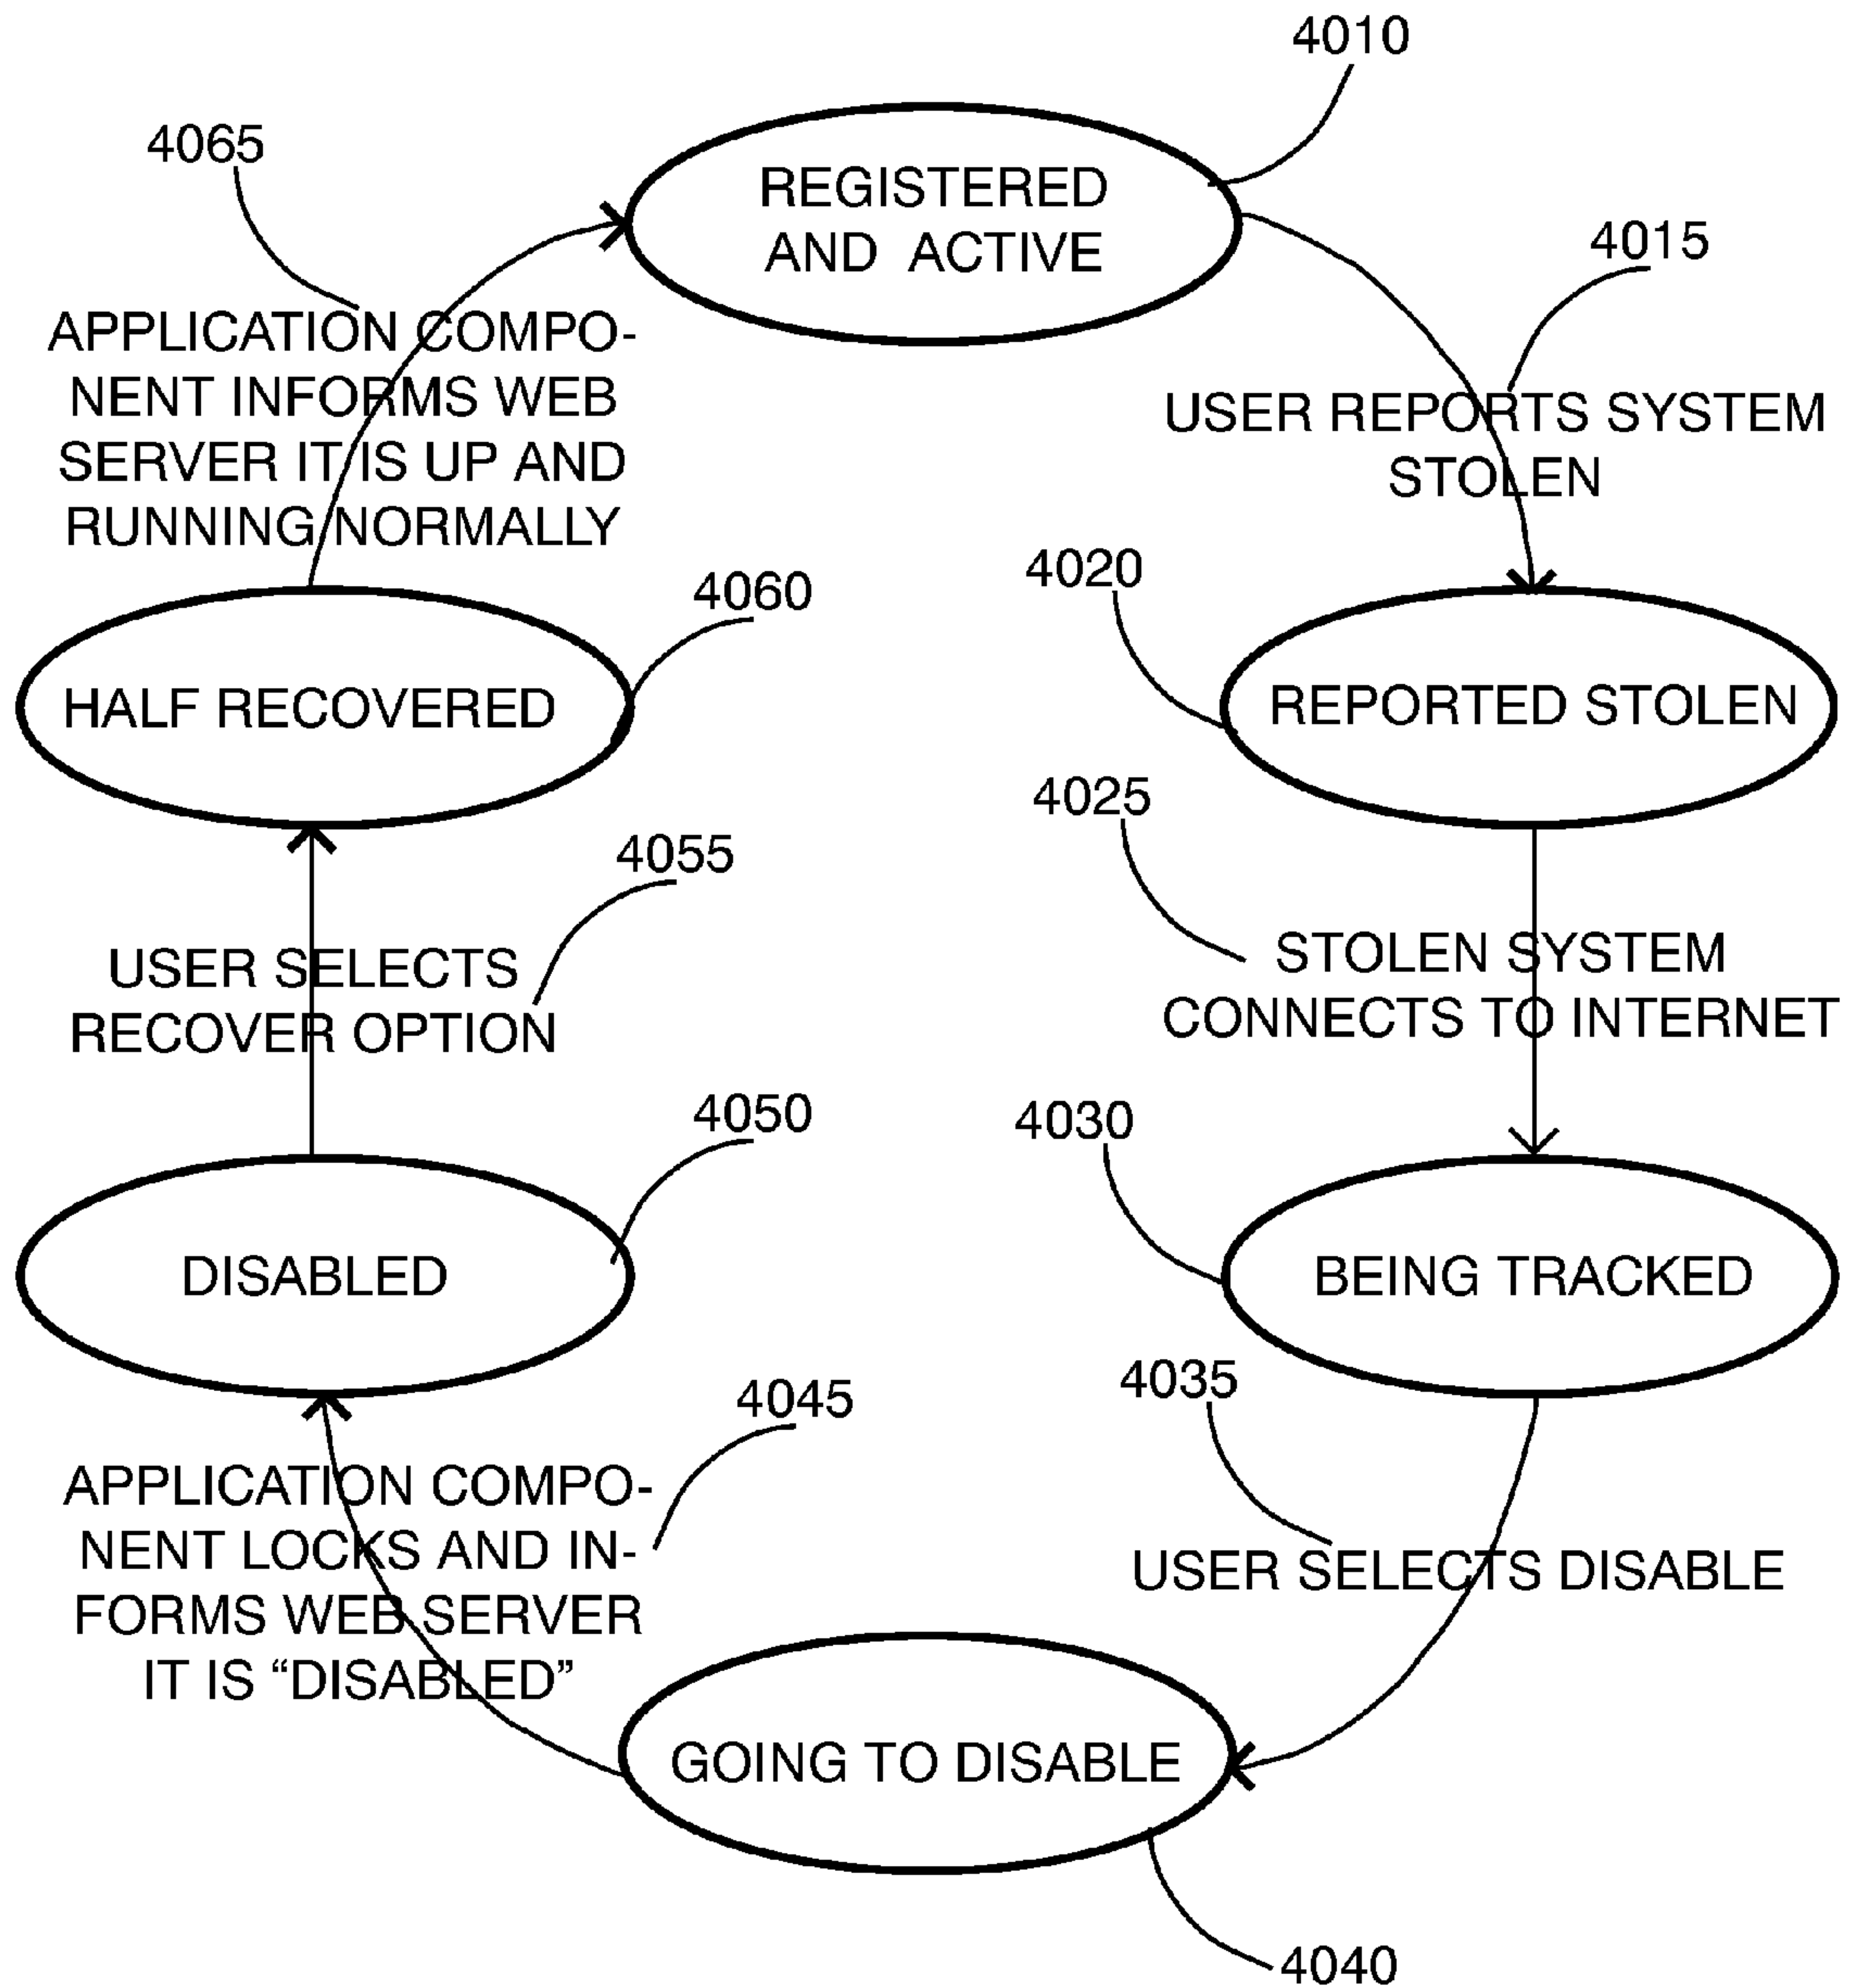 4010
4065
REGISTERED
AND ACTIVE
4015
APPLICATION COMPO-
NENT INFORMS WEB
SERVER IT IS UP AND
RUNNING NORMALLY
USER REPORTS SYSTEM
STOLEN
4020
4060
HALF RECOVERED
REPORTED STOLEN
4025
4055
USER SELECTS
RECOVER OPTION
STOLEN SYSTEM
CONNECTS TO INTERNET
4050
4030
DISABLED
BEING TRACKED
4035
4045
APPLICATION COMPO-
NENT LOCKS AND IN-
FORMS WEB SERVER
IT IS “DISABLED”
USER SELECTS DISABLE
GOING TO DISABLE
4040